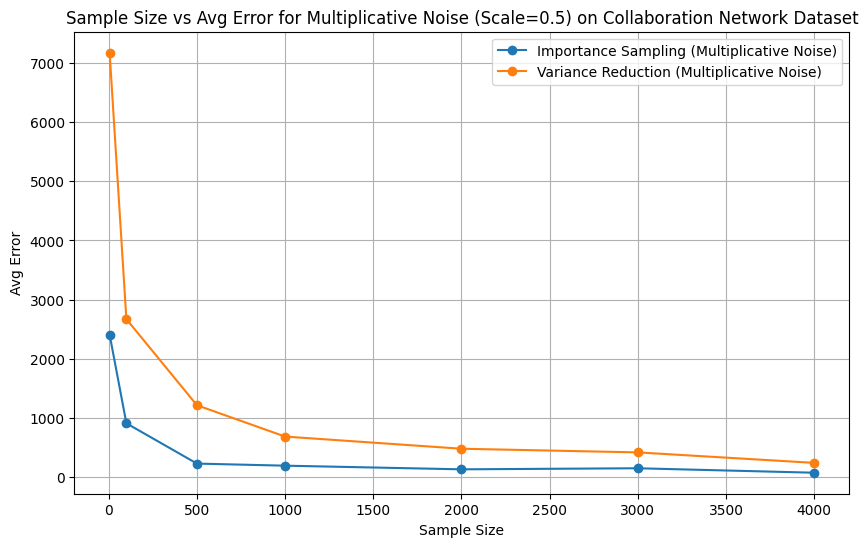 Sample Size vs Avg Error for Multiplicative Noise (Scale=0.5) on Collaboration Network Dataset
Importance Sampling (Multiplicative Noise)
Variance Reduction (Multiplicative Noise)
7000
6000
5000
4000
3000
2000
1000
0
Avg Error
0 500 1000 1500 2000 2500 3000 3500 4000
Sample Size